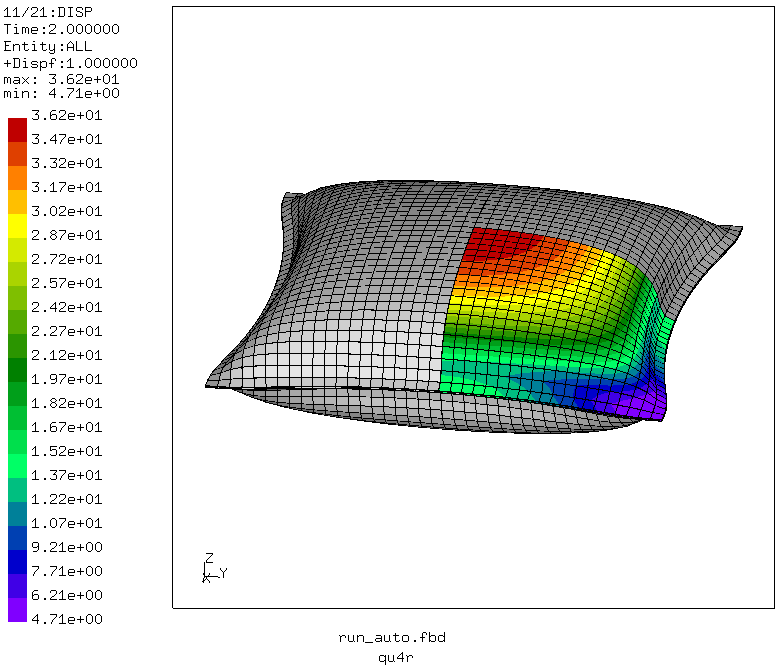 11/21:DISP
Time:2.000000
Entity:ALL
+Dispf:1.000000
max: 3.62e+01
min: 4.71e+00
3.62e+01
3.47e+01
3.32e+01
3.17e+01
3.02e+01
2.87e+01
2.72e+01
2.57e+01
2.42e+01
2.27e+01
2.12e+01
1.97e+01
1.82e+01
1.67e+01
1.52e+01
1.37e+01
1.22e+01
1.07e+01
9.21e+00
7.71e+00
6.21e+00
4.71e+00
Z
Y
X
run_auto.fbd
qu4r